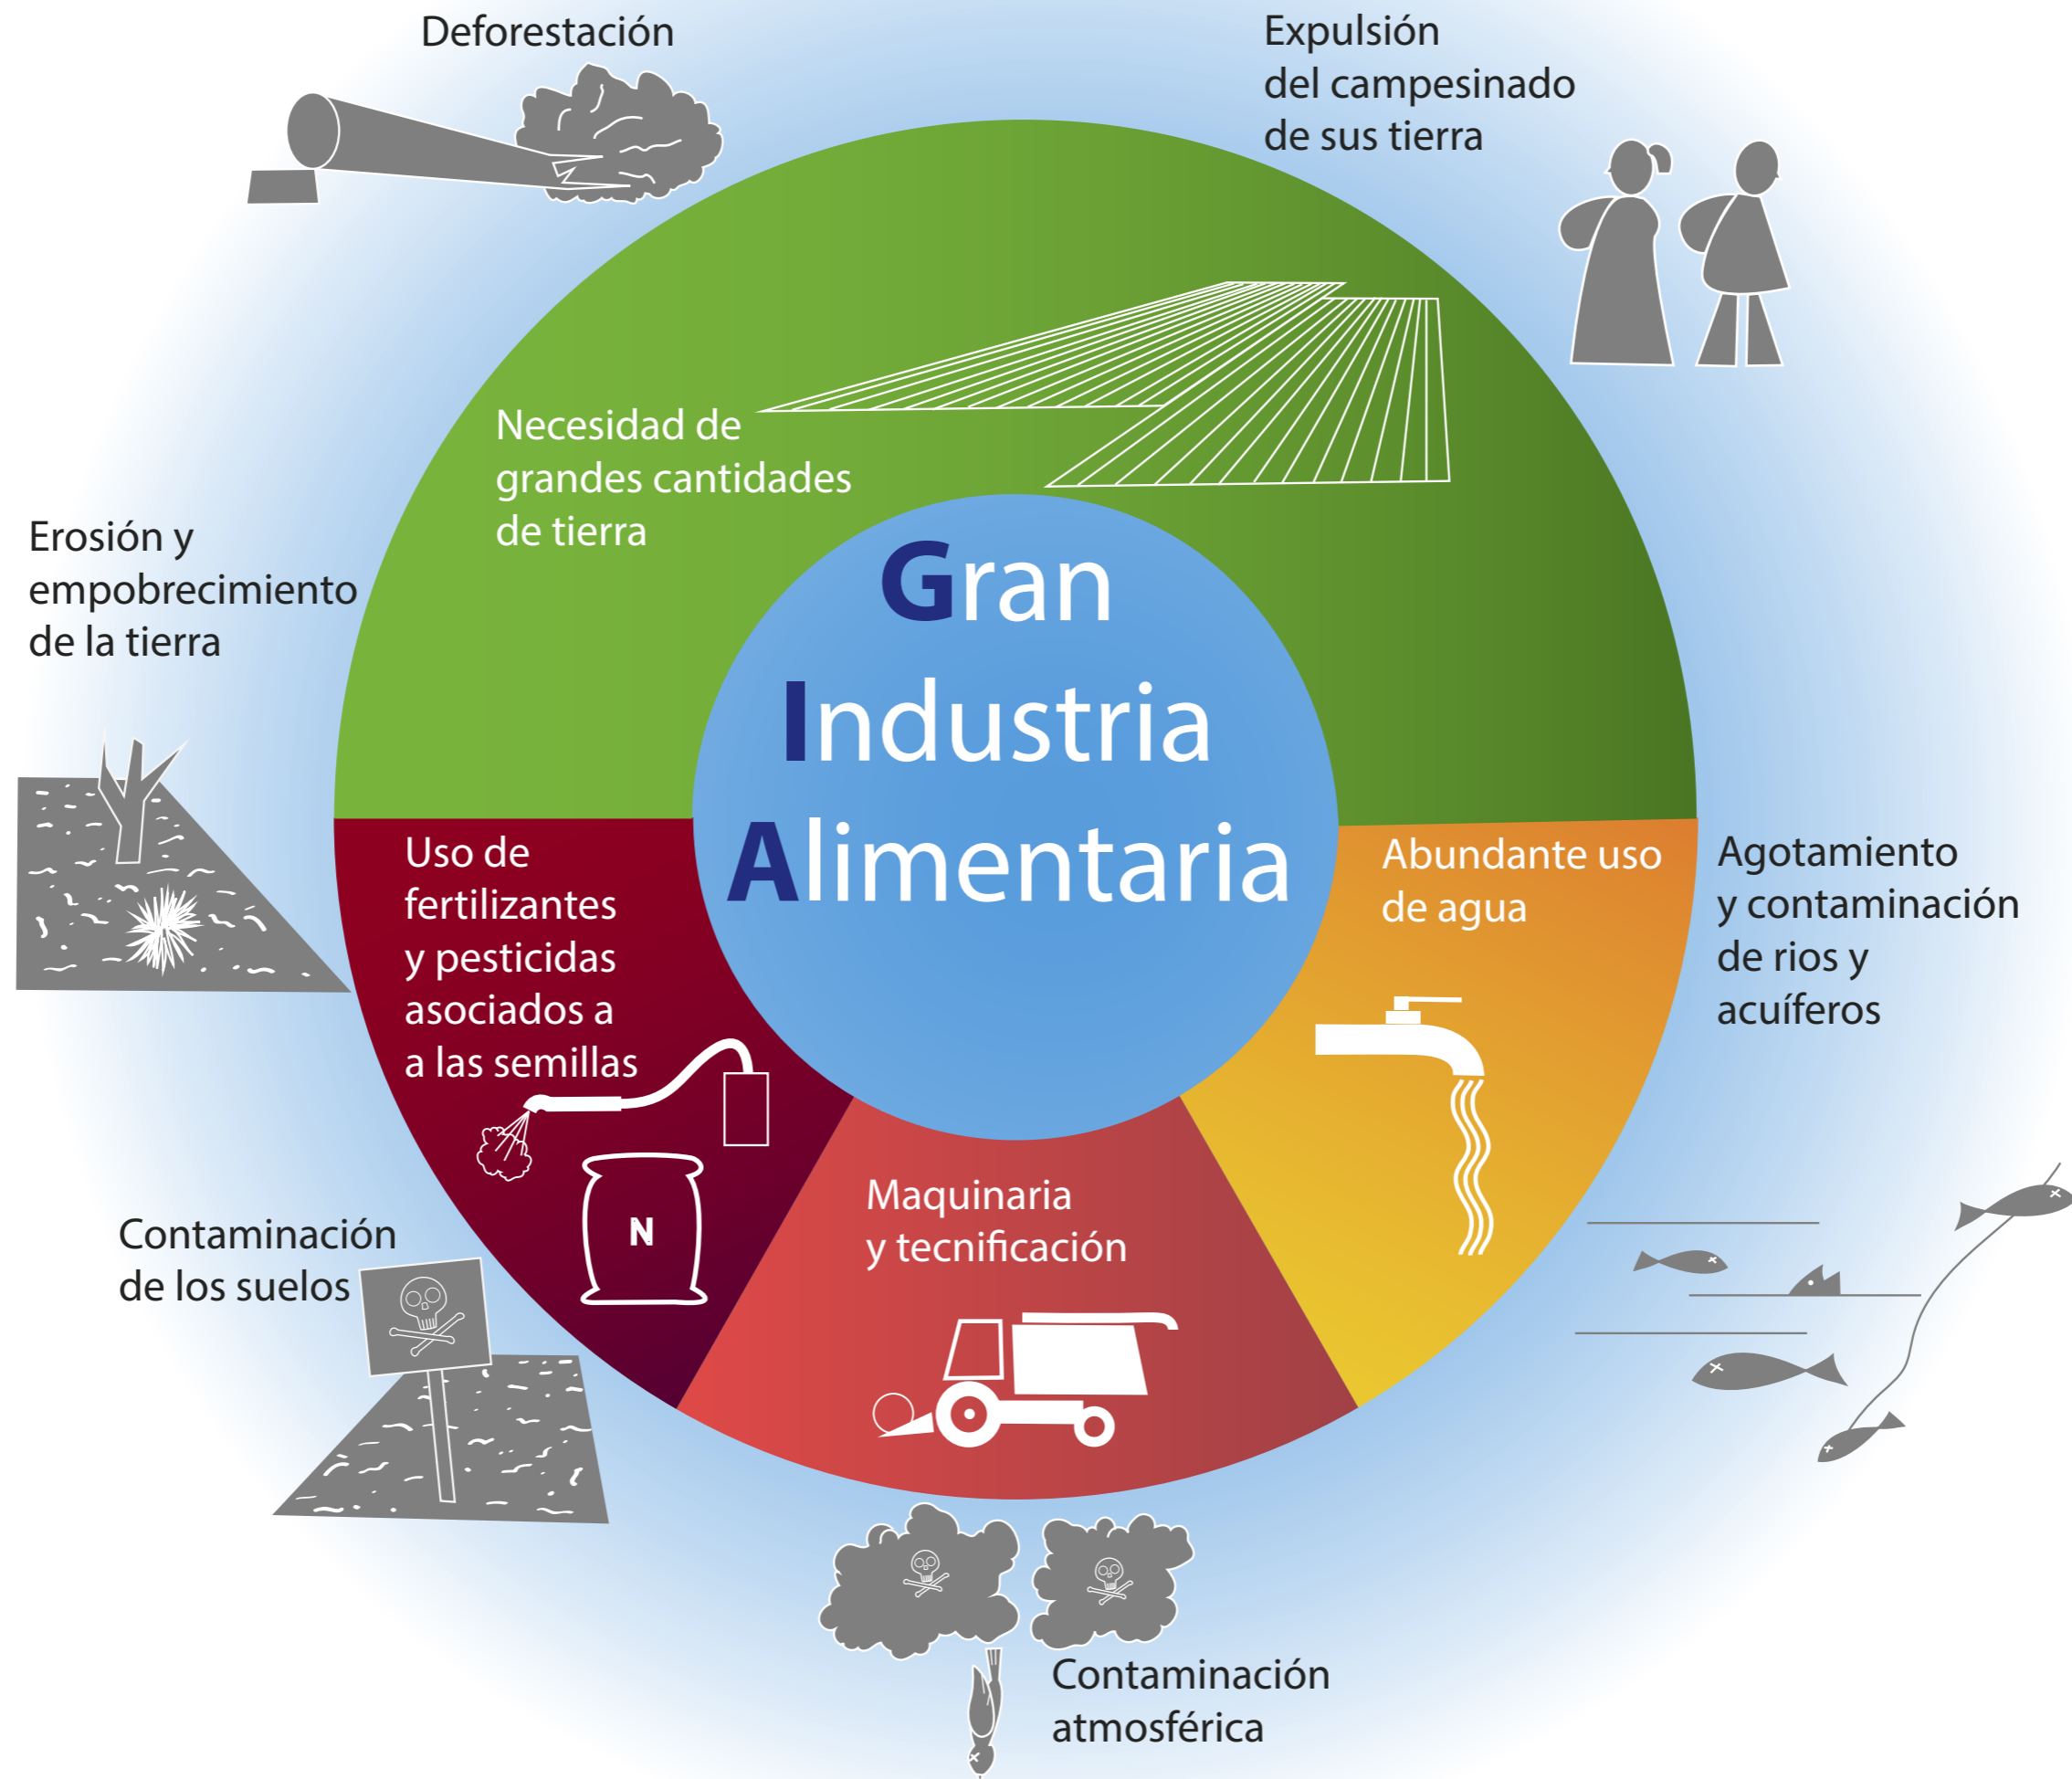 Deforestación
Expulsión
del campesinado
de sus tierra
Necesidad de
grandes cantidades
de tierra
Erosión y
empobrecimiento
de la tierra
Gran
Industria
Alimentaria
Uso de
fertilizantes
y pesticidas
asociados a
a las semillas
N
Abundante uso
de agua
Agotamiento
y contaminación
de rios y
acuíferos
Maquinaria
y tecnificación
Contaminación
de los suelos
Contaminación
atmosférica